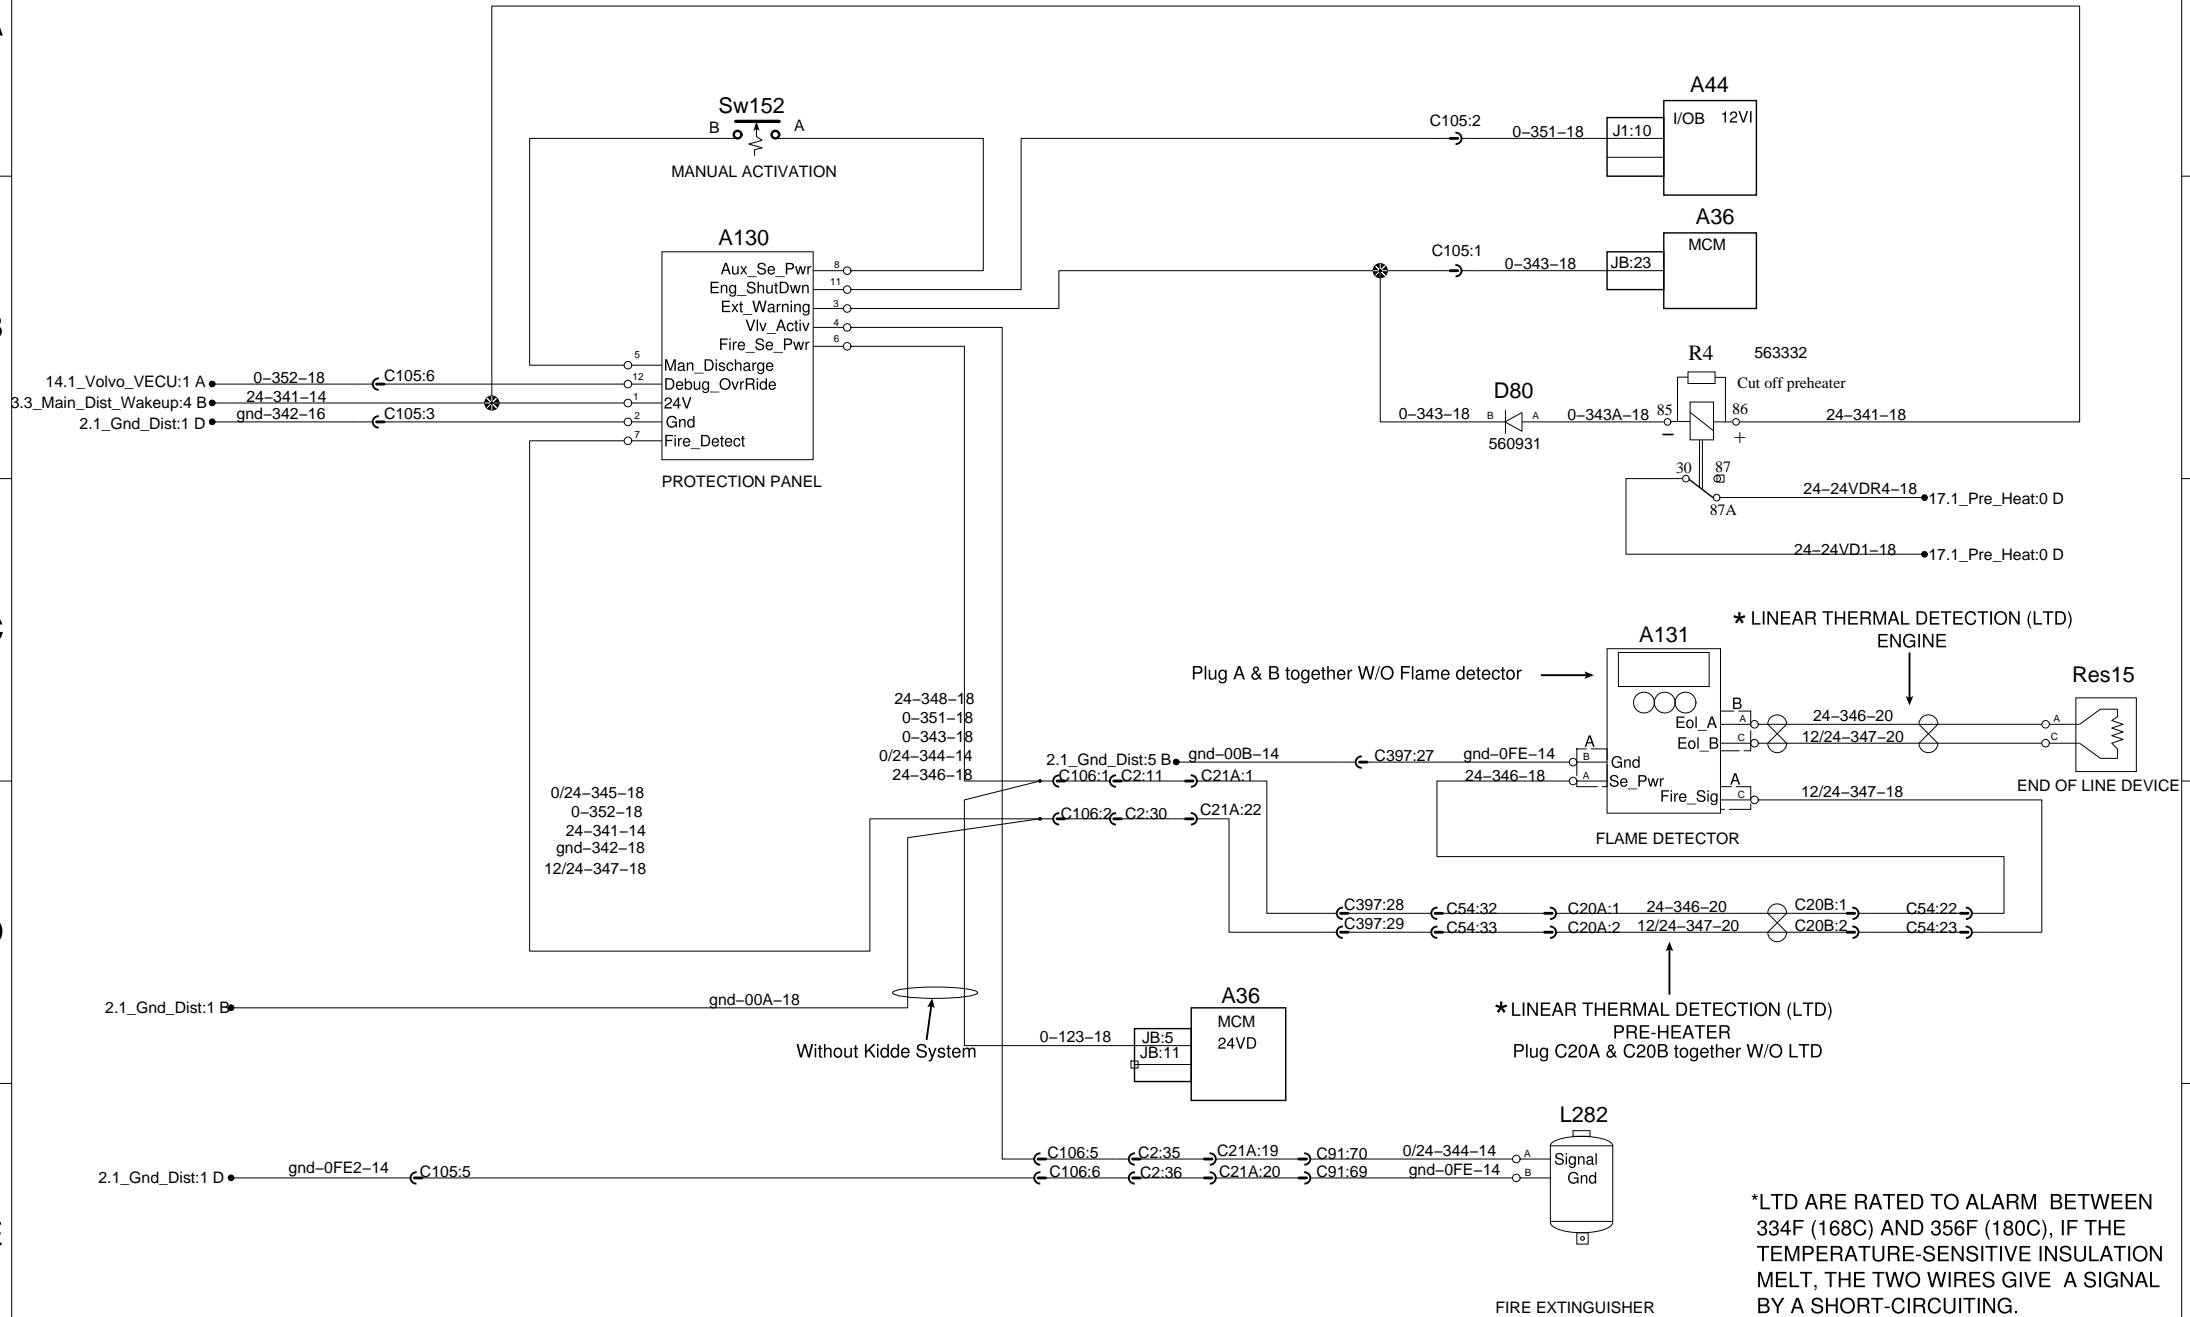 A44
I/OB 12VI
J1:10
C105:2
0–351–18
Sw152
B
A
MANUAL ACTIVATION
A36
MCM
JB:23
C105:1
0–343–18
A130
Aux_Se_Pwr
8
Eng_ShutDwn
11
Ext_Warning
3
Vlv_Activ
4
Fire_Se_Pwr
6
5
Man_Discharge
12
Debug_OvrRide
1
24V
2
Gnd
7
Fire_Detect
PROTECTION PANEL
14.1_Volvo_VECU:1 A
0–352–18
C105:6
3.3_Main_Dist_Wakeup:4 B
24–341–14
2.1_Gnd_Dist:1 D
gnd–342–16
C105:3
R4
563332
Cut off preheater
D80
0–343–18
B
A
560931
0–343A–18
85
–
86
+
24–341–18
30
87
87A
24–24VDR4–18
17.1_Pre_Heat:0 D
24–24VD1–18
17.1_Pre_Heat:0 D
* LINEAR THERMAL DETECTION (LTD)
ENGINE
A131
Plug A & B together W/O Flame detector
Res15
B
Eol_A
A
24–346–20
A
Eol_B
C
12/24–347–20
C
END OF LINE DEVICE
24–348–18
0–351–18
0–343–18
0/24–344–14
24–346–18
2.1_Gnd_Dist:5 B
gnd–00B–14
C397:27
gnd–0FE–14
A
B
Gnd
24–346–18
A
Se_Pwr
A
Fire_Sig
C
12/24–347–18
FLAME DETECTOR
C106:1
C2:11
C21A:1
C106:2
C2:30
C21A:22
0/24–345–18
0–352–18
24–341–14
gnd–342–18
12/24–347–18
C397:28
C54:32
C20A:1
24–346–20
C20B:1
C54:22
C397:29
C54:33
C20A:2
12/24–347–20
C20B:2
C54:23
2.1_Gnd_Dist:1 B
gnd–00A–18
Without Kidde System
A36
MCM
24VD
0–123–18
JB:5
JB:11
* LINEAR THERMAL DETECTION (LTD)
PRE-HEATER
Plug C20A & C20B together W/O LTD
L282
C106:5
C2:35
C21A:19
C91:70
0/24–344–14
A
Signal
2.1_Gnd_Dist:1 D
gnd–0FE2–14
C105:5
C106:6
C2:36
C21A:20
C91:69
gnd–0FE–14
B
Gnd
FIRE EXTINGUISHER
*LTD ARE RATED TO ALARM BETWEEN
334F (168C) AND 356F (180C), IF THE
TEMPERATURE-SENSITIVE INSULATION
MELT, THE TWO WIRES GIVE A SIGNAL
BY A SHORT-CIRCUITING.